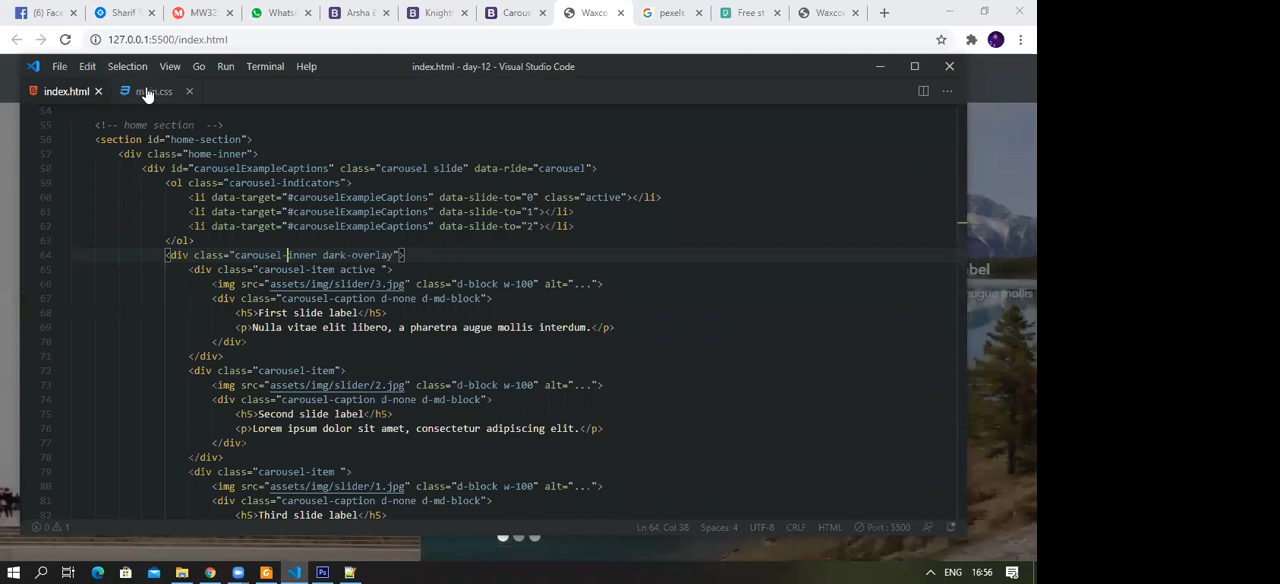 (6) Face
Sharif
MW32
Whats
Arsha
Knight
Carous
Waxco
pexels
Free st
Waxco
127.0.0.1:5500/index.html
File Edit Selection View Go Run Terminal Help
index.html - day-12 - Visual Studio Code
index.html
.css
54
55 <!-- home section -->
56 <section id="home-section">
57 <div class="home-inner">
58 <div id="carouselExampleCaptions" class="carousel slide" data-ride="carousel">
59 <ol class="carousel-indicators">
60 <li data-target="#carouselExampleCaptions" data-slide-to="0" class="active"></li>
61 <li data-target="#carouselExampleCaptions" data-slide-to="1"></li>
62 <li data-target="#carouselExampleCaptions" data-slide-to="2"></li>
63 </ol>
64 <div class="carousel-inner dark-overlay">
65 <div class="carousel-item active ">
66 <img src="assets/img/slider/3.jpg" class="d-block w-100" alt="...">
67 <div class="carousel-caption d-none d-md-block">
68 <h5>First slide label</h5>
69 <p>Nulla vitae elit libero, a pharetra augue mollis interdum.</p>
70 </div>
71 </div>
72 <div class="carousel-item">
73 <img src="assets/img/slider/2.jpg" class="d-block w-100" alt="...">
74 <div class="carousel-caption d-none d-md-block">
75 <h5>Second slide label</h5>
76 <p>Lorem ipsum dolor sit amet, consectetur adipiscing elit.</p>
77 </div>
78 </div>
79 <div class="carousel-item ">
80 <img src="assets/img/slider/1.jpg" class="d-block w-100" alt="...">
81 <div class="carousel-caption d-none d-md-block">
82 <h5>Third slide label</h5>
abel
augue mollis
0 1
Ln 64, Col 38 Spaces: 4 UTF-8 CRLF HTML Port : 5500
ENG 16:56